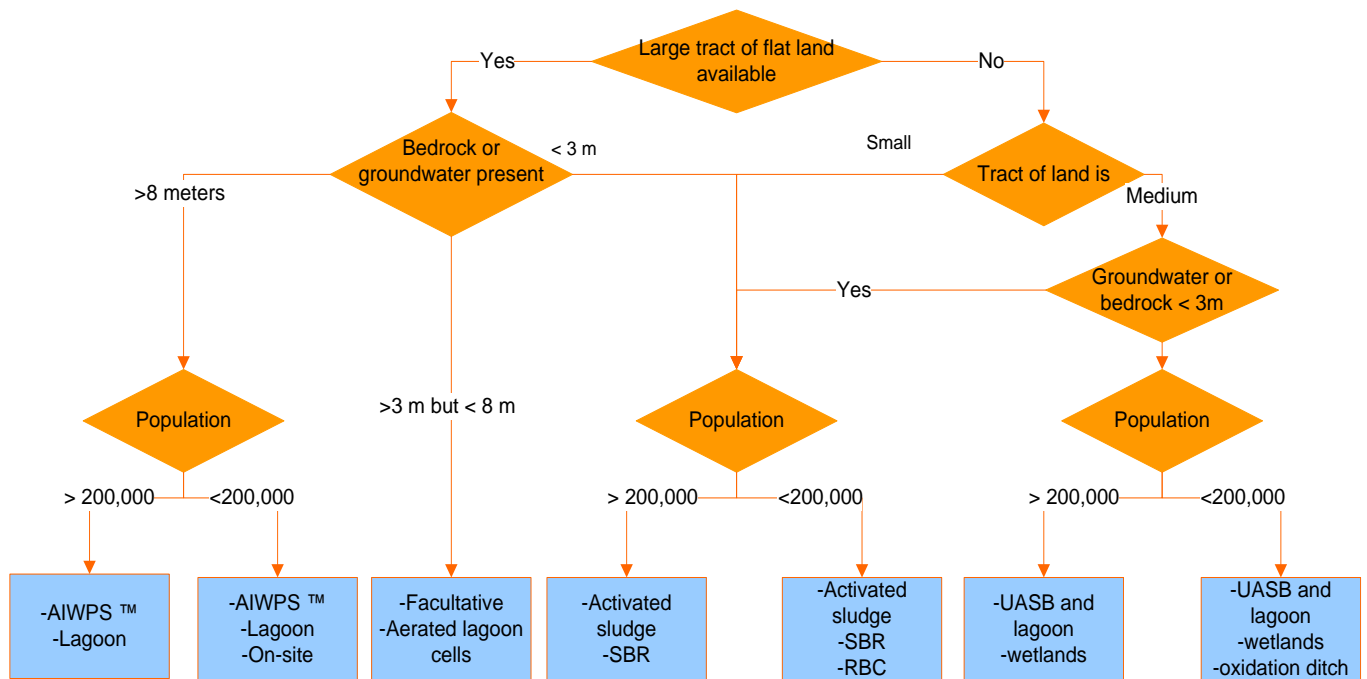 Large tract of flat land
available
Yes
No
Bedrock or
groundwater present
< 3 m
Small
Tract of land is
>8 meters
Medium
Groundwater or
bedrock < 3m
Yes
>3 m but < 8 m
Population
Population
Population
> 200,000
<200,000
> 200,000
<200,000
> 200,000
<200,000
-AIWPS ™
-Lagoon
-AIWPS ™
-Lagoon
-On-site
-Facultative
-Aerated lagoon
cells
-Activated
sludge
-SBR
-Activated
sludge
-SBR
-RBC
-UASB and
lagoon
-wetlands
-UASB and
lagoon
-wetlands
-oxidation ditch